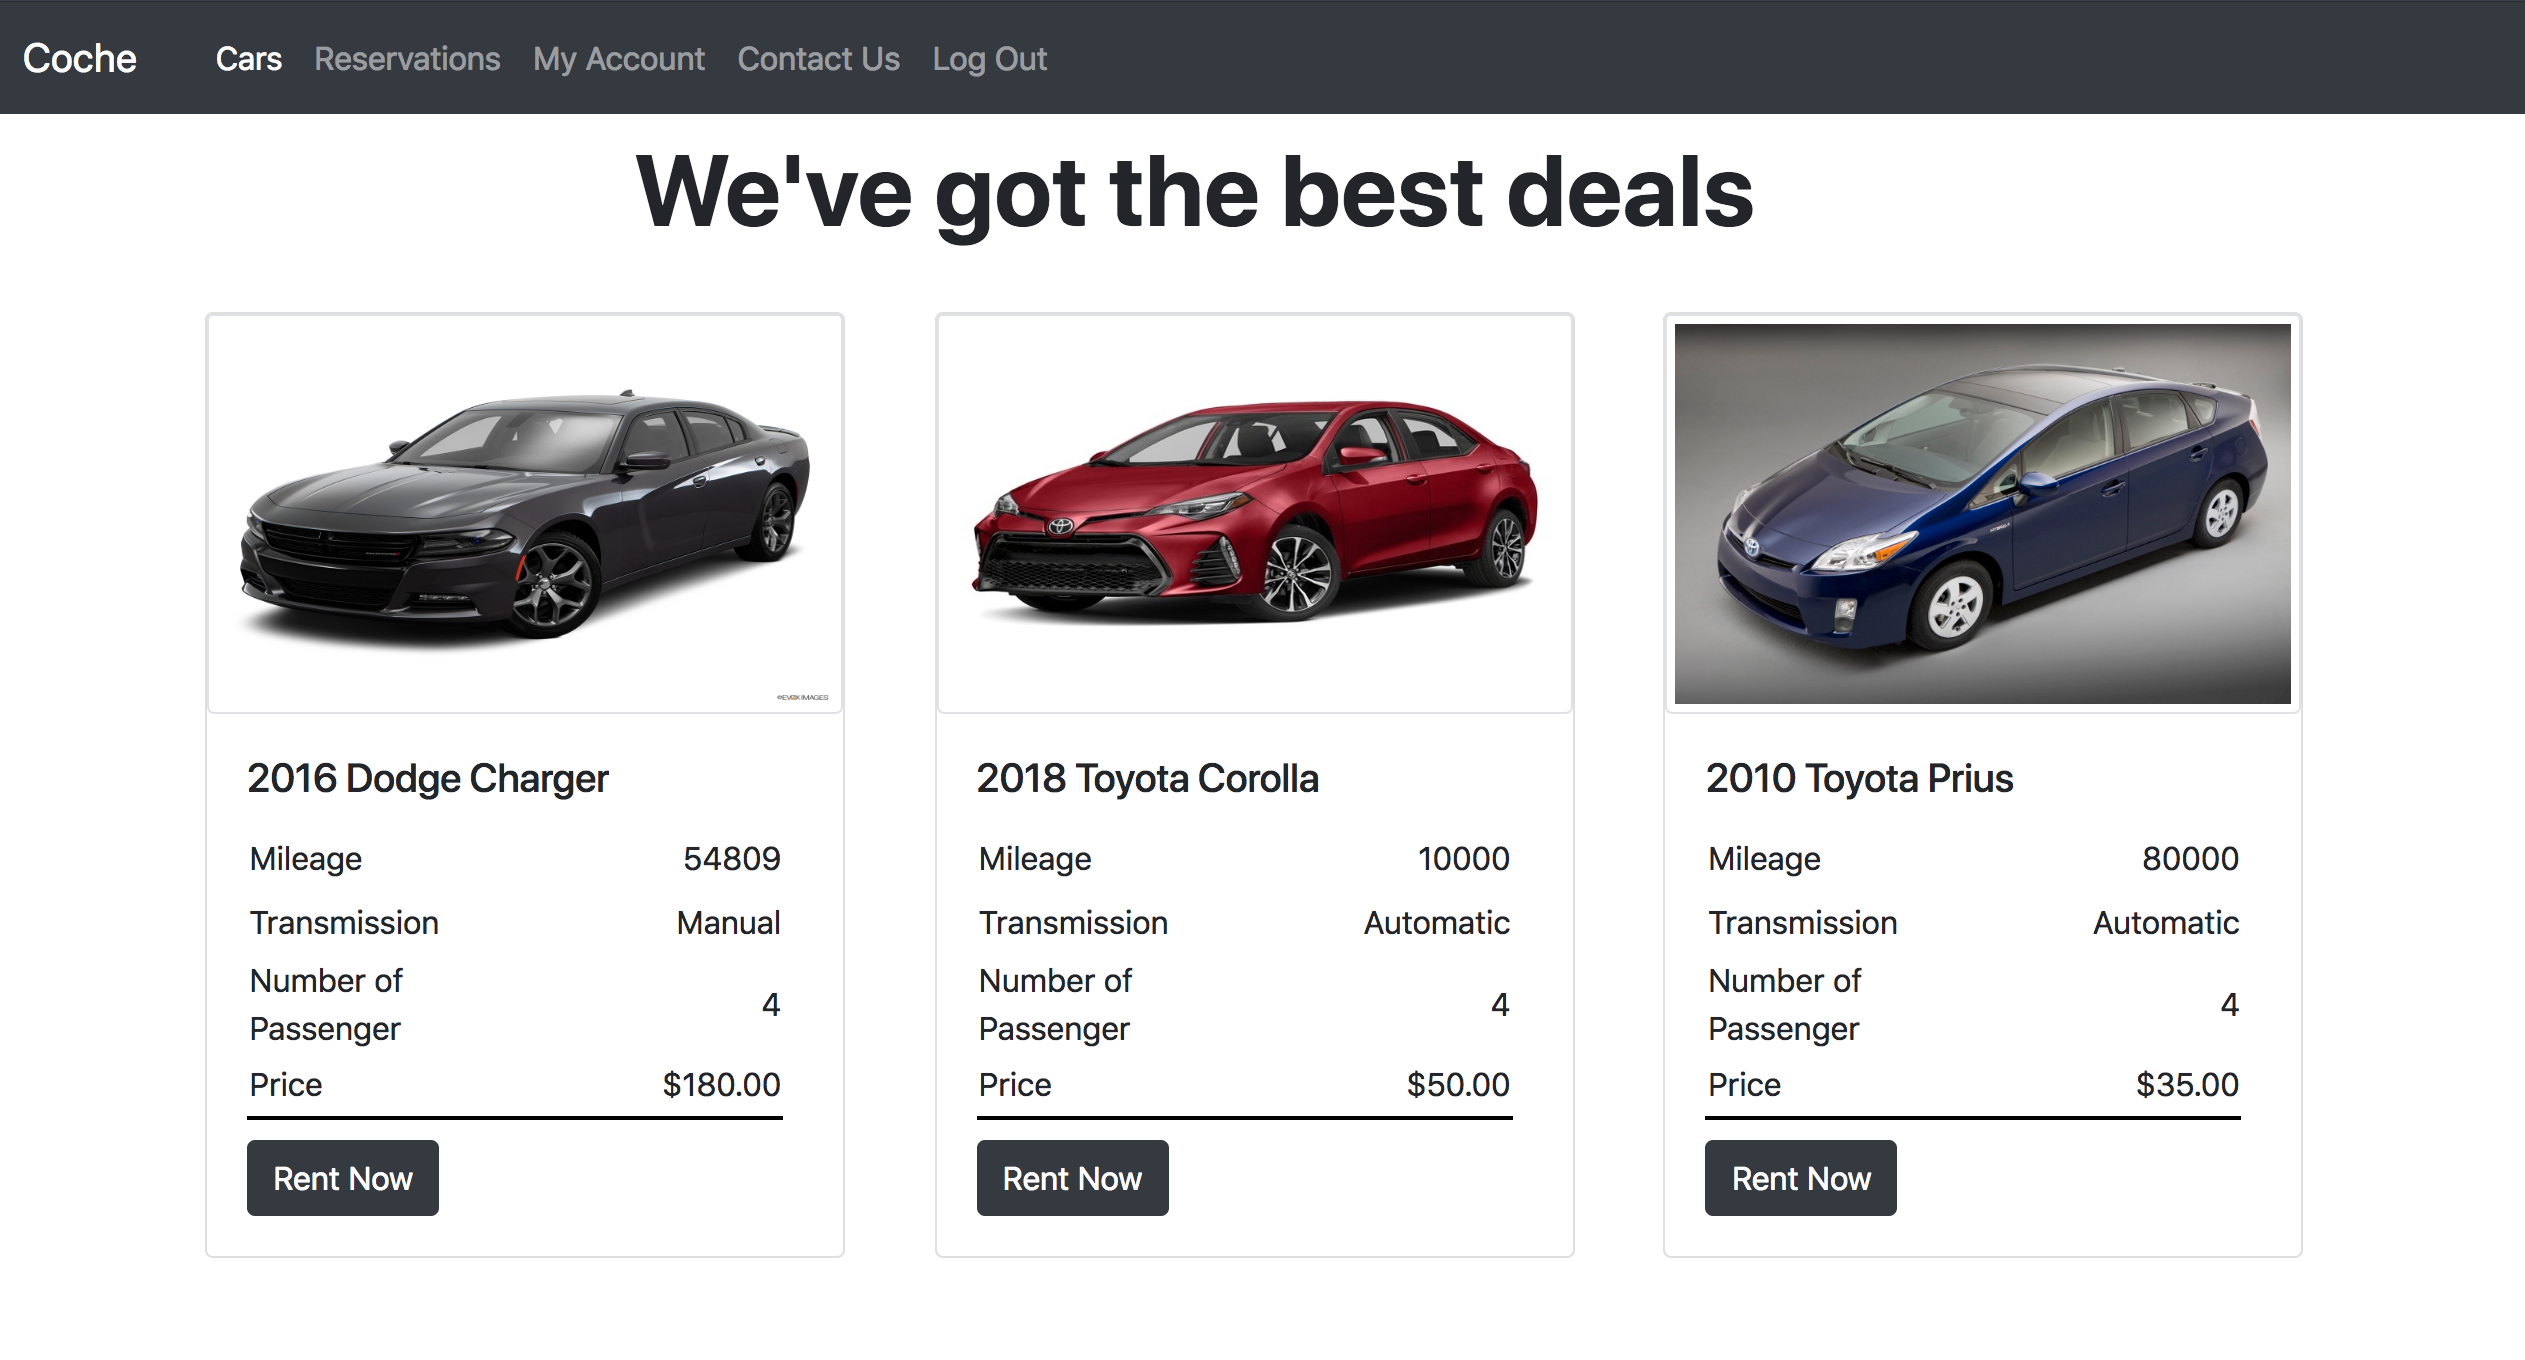 Coche Cars Reservations My Account Contact Us Log Out
We've got the best deals
©EVOX IMAGES
2016 Dodge Charger
Mileage 54809
Transmission Manual
Number of
Passenger 4
Price $180.00
Rent Now
2018 Toyota Corolla
Mileage 10000
Transmission Automatic
Number of
Passenger 4
Price $50.00
Rent Now
2010 Toyota Prius
Mileage 80000
Transmission Automatic
Number of
Passenger 4
Price $35.00
Rent Now